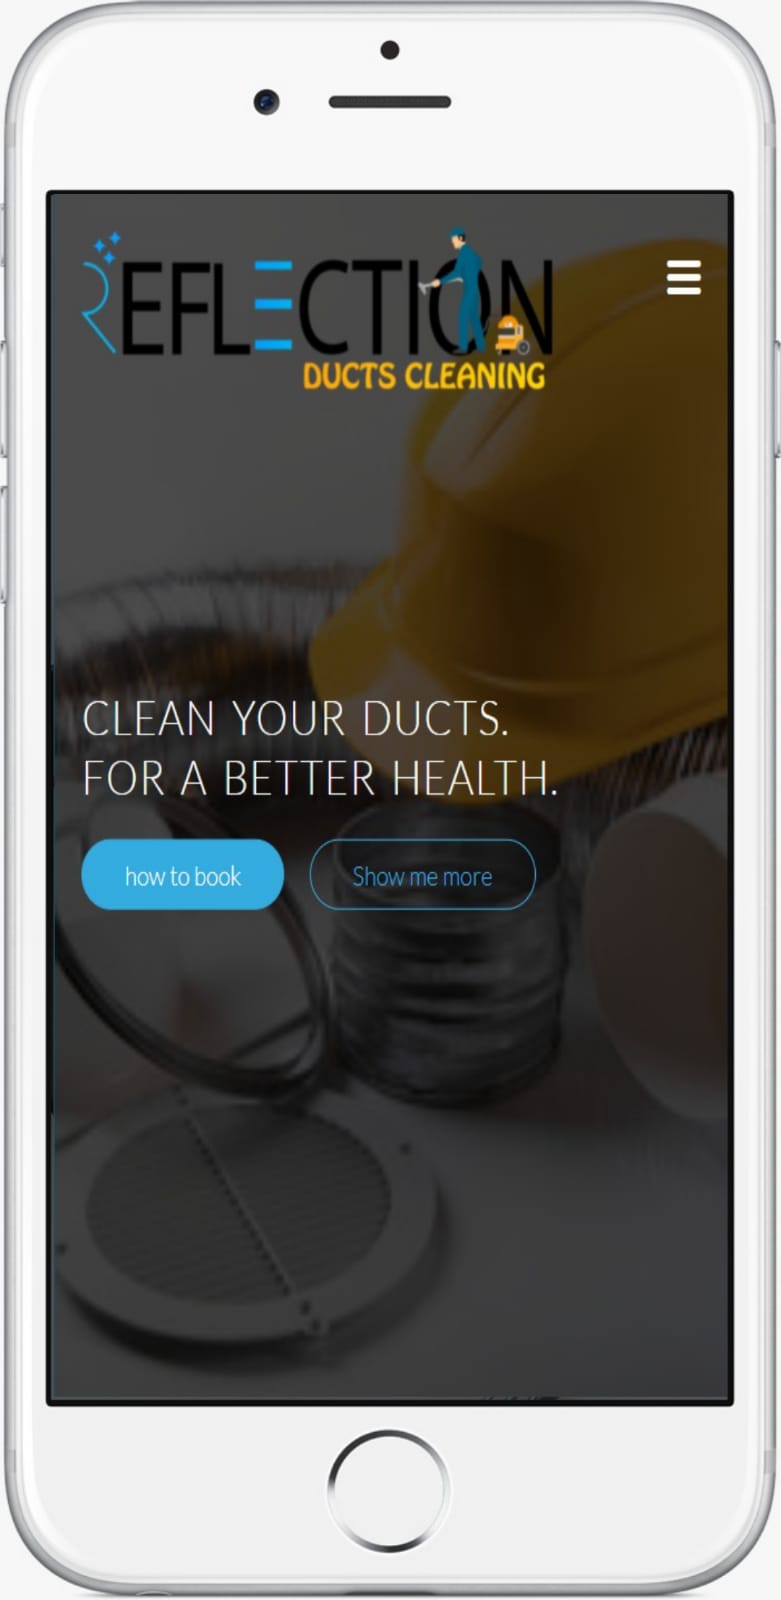 REFLECTION
DUCTS CLEANING
CLEAN YOUR DUCTS.
FOR A BETTER HEALTH.
how to book
Show me more